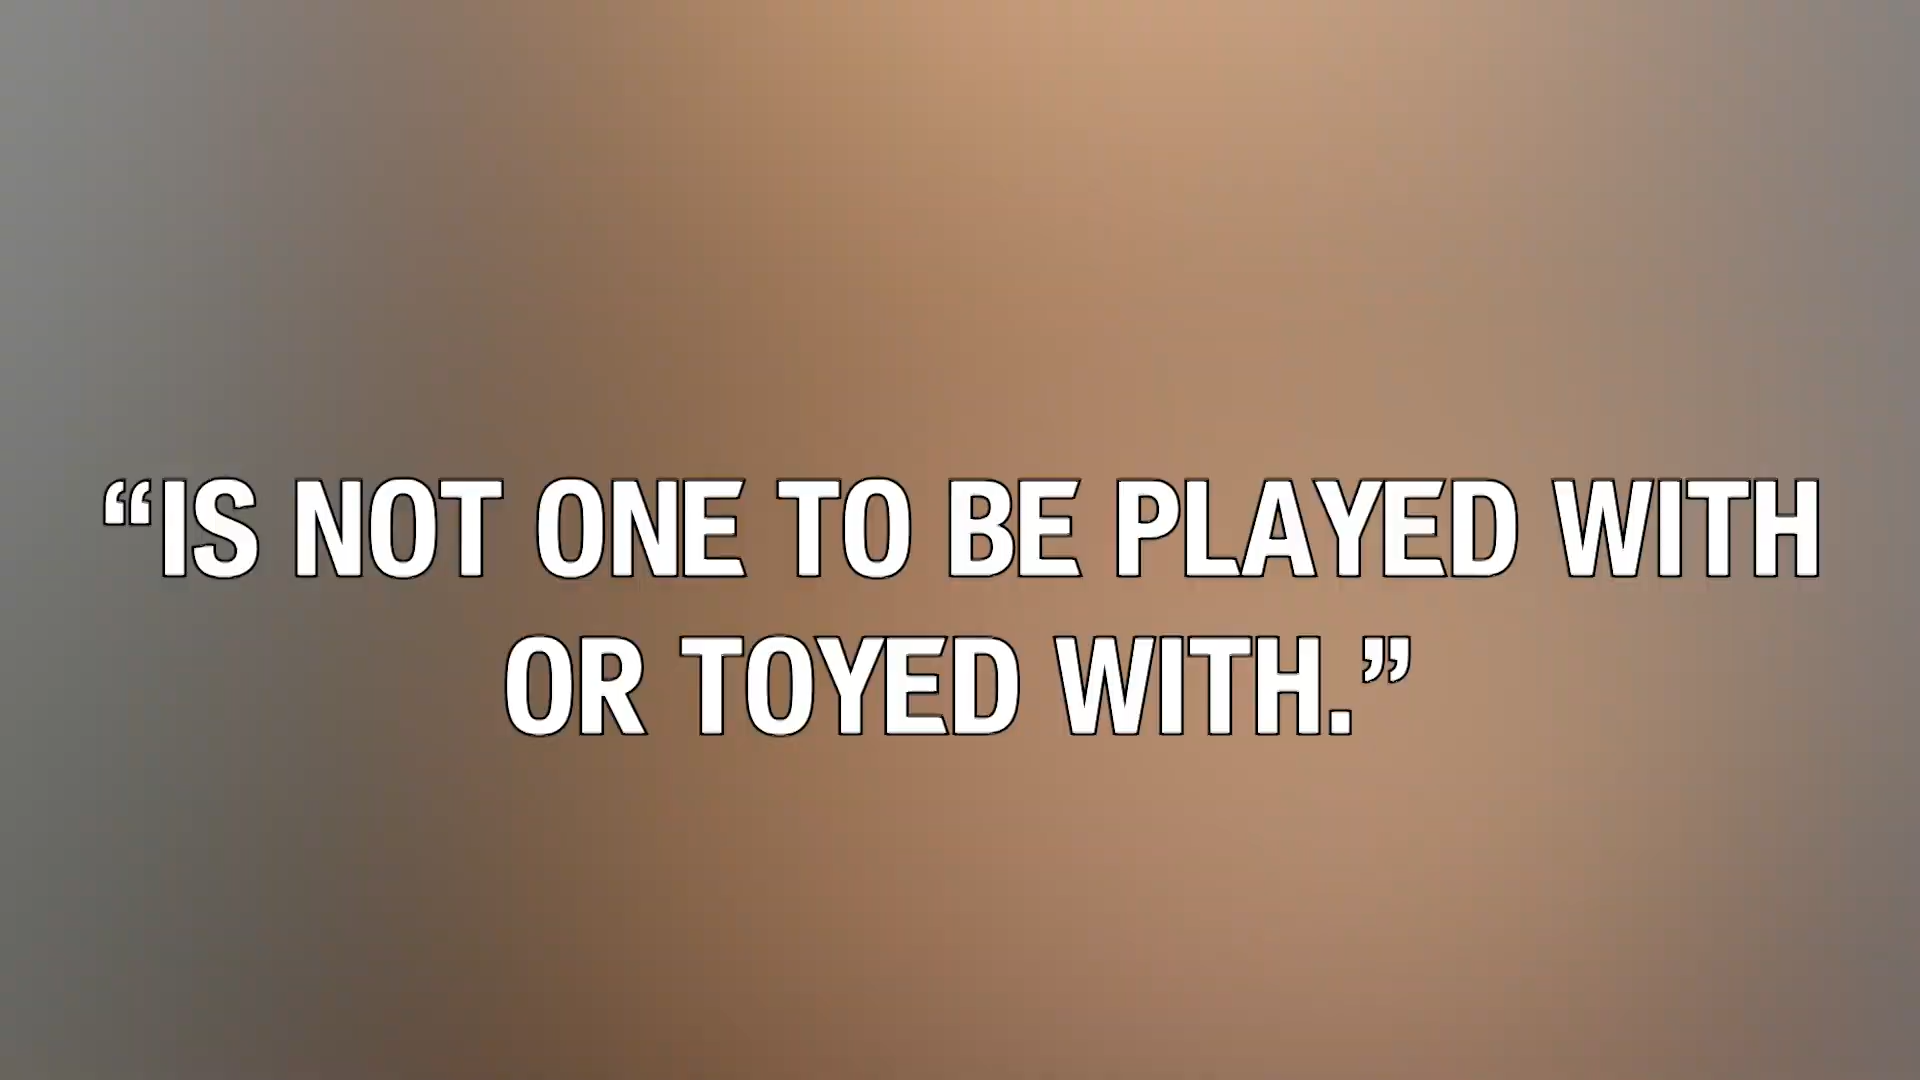 “IS NOT ONE TO BE PLAYED WITH
OR TOYED WITH.”